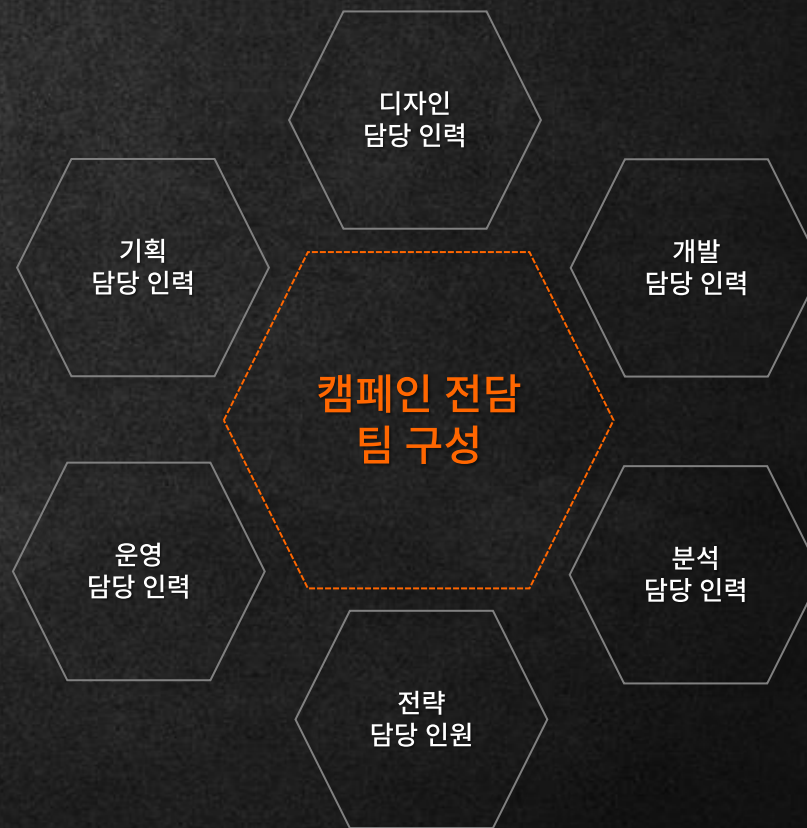 디자인
담당 인력
기획
담당 인력
개발
담당 인력
캠페인 전담
팀 구성
운영
담당 인력
분석
담당 인력
전략
담당 인원